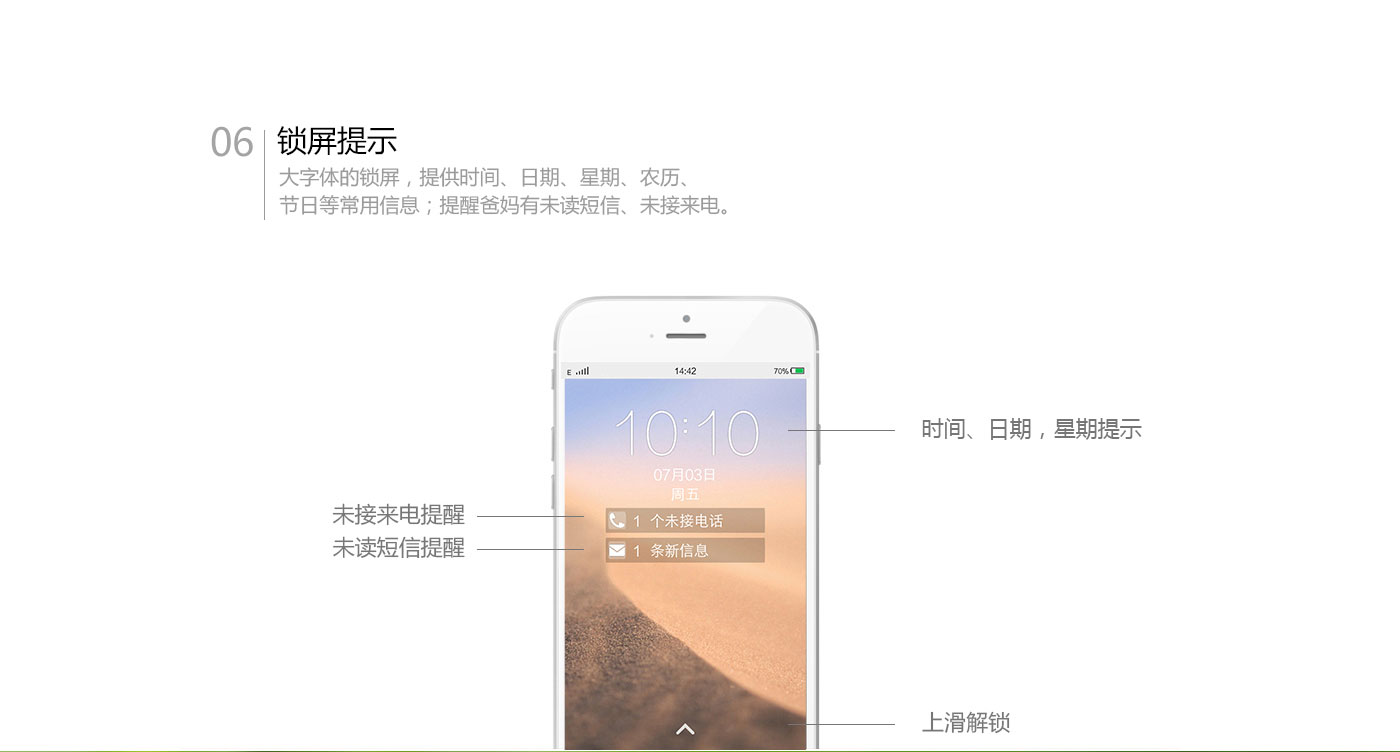 06
锁屏提示
大字体的锁屏，提供时间、日期、星期、农历、
节日等常用信息；提醒爸妈有未读短信、未接来电。
E 14:42 70%
10:10
时间、日期，星期提示
07月03日
周五
未接来电提醒
1 个未接电话
未读短信提醒
1 条新信息
上滑解锁